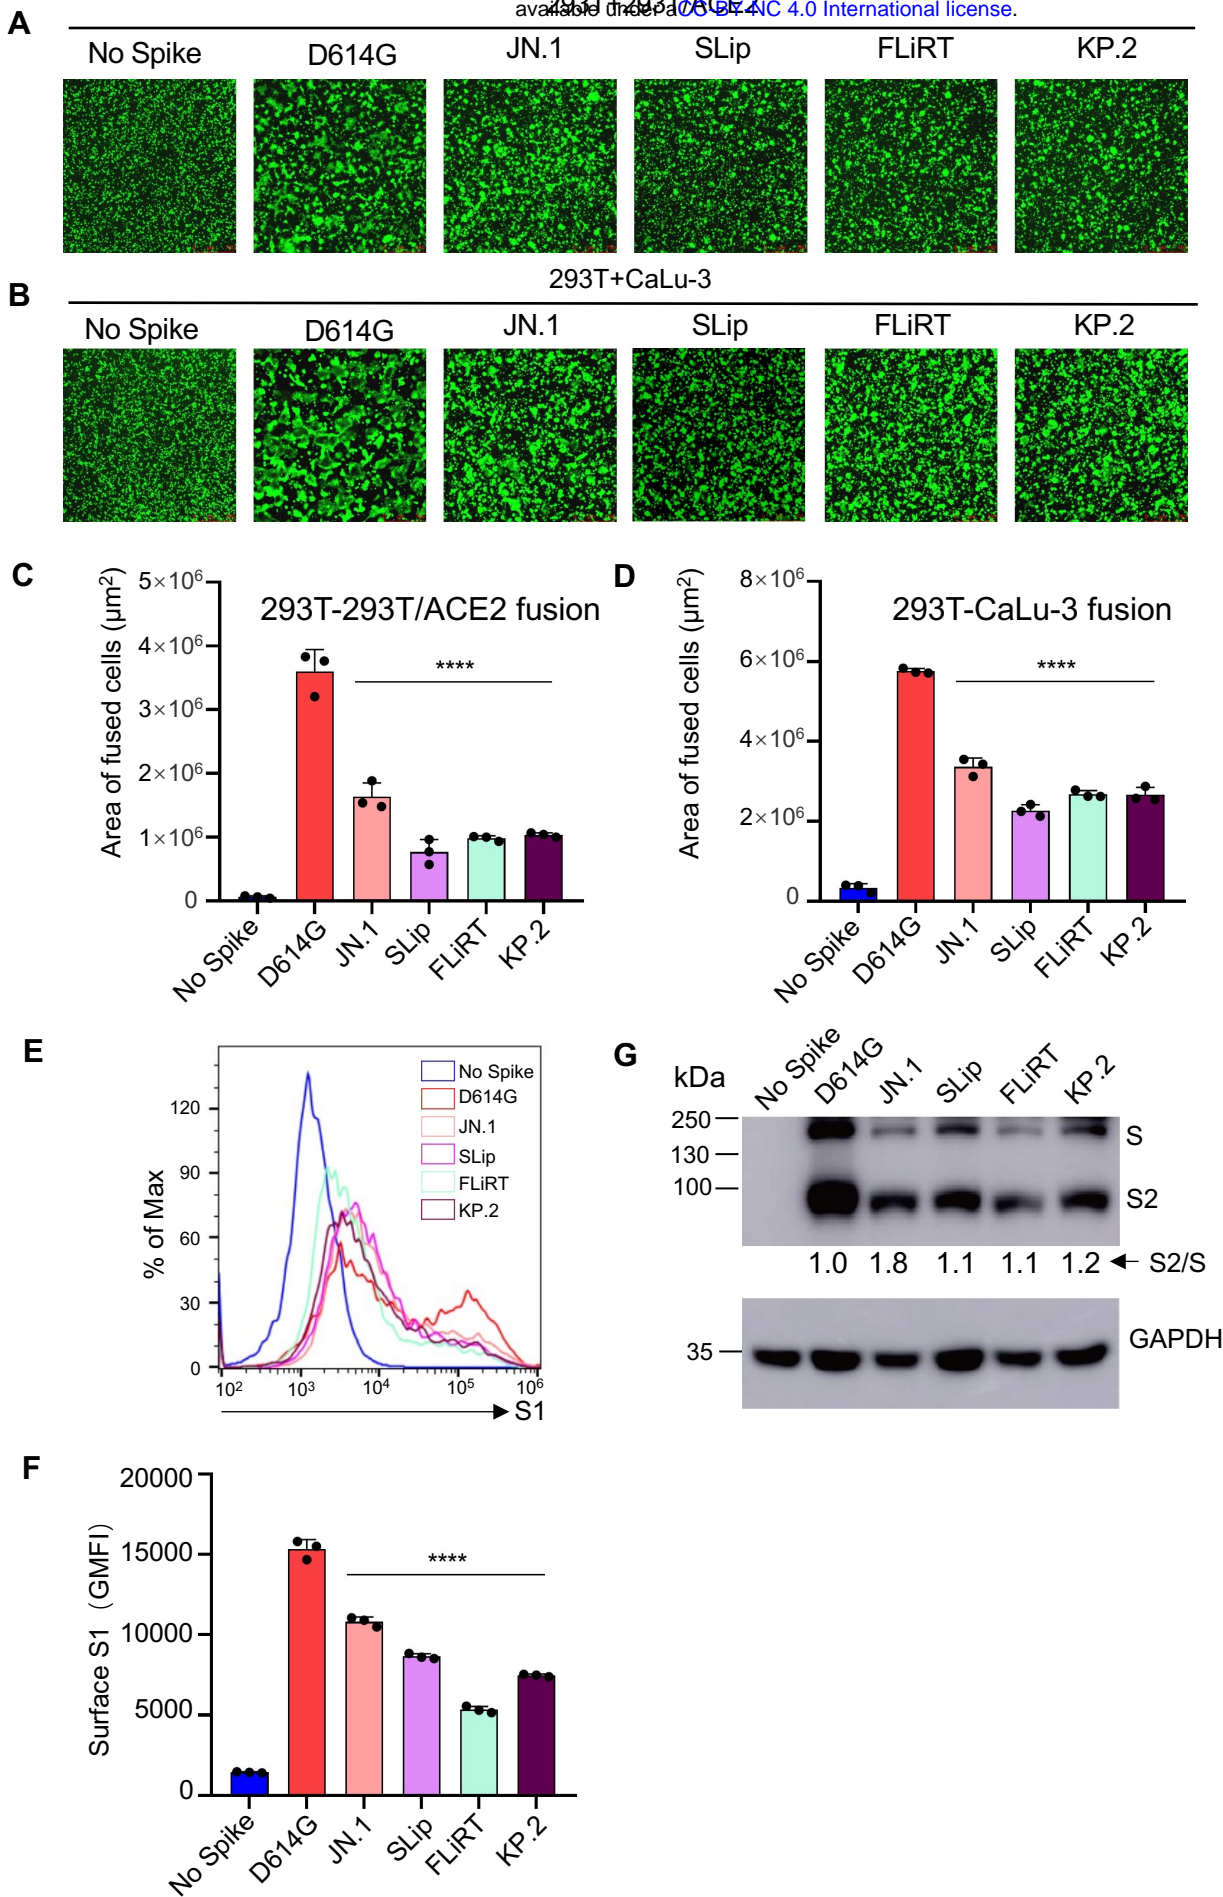 available under aCC-BY-NC 4.0 International license.
A
293T+293T/ACE2
No Spike D614G JN.1 SLip FLiRT KP.2
B
293T+CaLu-3
No Spike D614G JN.1 SLip FLiRT KP.2
C
Area of fused cells (µm²)
5×10⁶
4×10⁶
3×10⁶
2×10⁶
1×10⁶
0
293T-293T/ACE2 fusion
****
No Spike D614G JN.1 SLip FLiRT KP.2
D
Area of fused cells (µm²)
8×10⁶
6×10⁶
4×10⁶
2×10⁶
0
293T-CaLu-3 fusion
****
No Spike D614G JN.1 SLip FLiRT KP.2
E
% of Max
120
90
60
30
0
No Spike
D614G
JN.1
SLip
FLiRT
KP.2
10² 10³ 10⁴ 10⁵ 10⁶
S1
G
kDa
No Spike D614G JN.1 SLip FLiRT KP.2
250
130
100
S
S2
1.0 1.8 1.1 1.1 1.2 S2/S
35
GAPDH
F
Surface S1 (GMFI)
20000
15000
10000
5000
0
****
No Spike D614G JN.1 SLip FLiRT KP.2